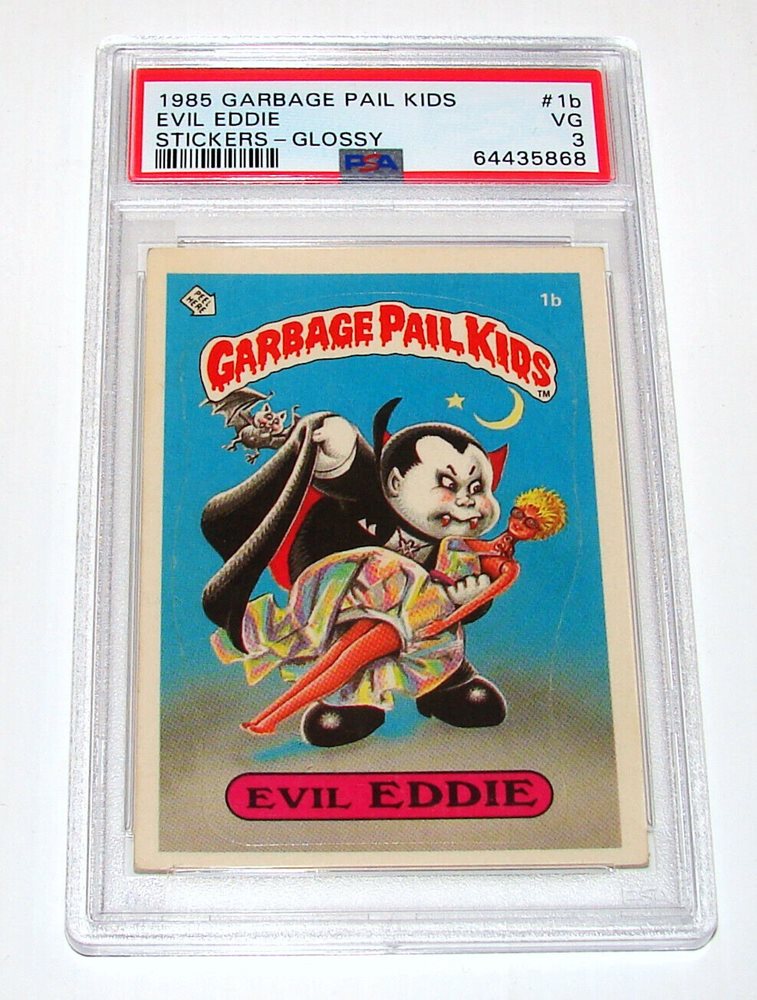 1985 GARBAGE PAIL KIDS #1b
EVIL EDDIE VG
STICKERS-GLOSSY 3
PSA 64435868
PEEL HERE
1b
GARBAGE PAIL KIDS
TM
EVIL EDDIE